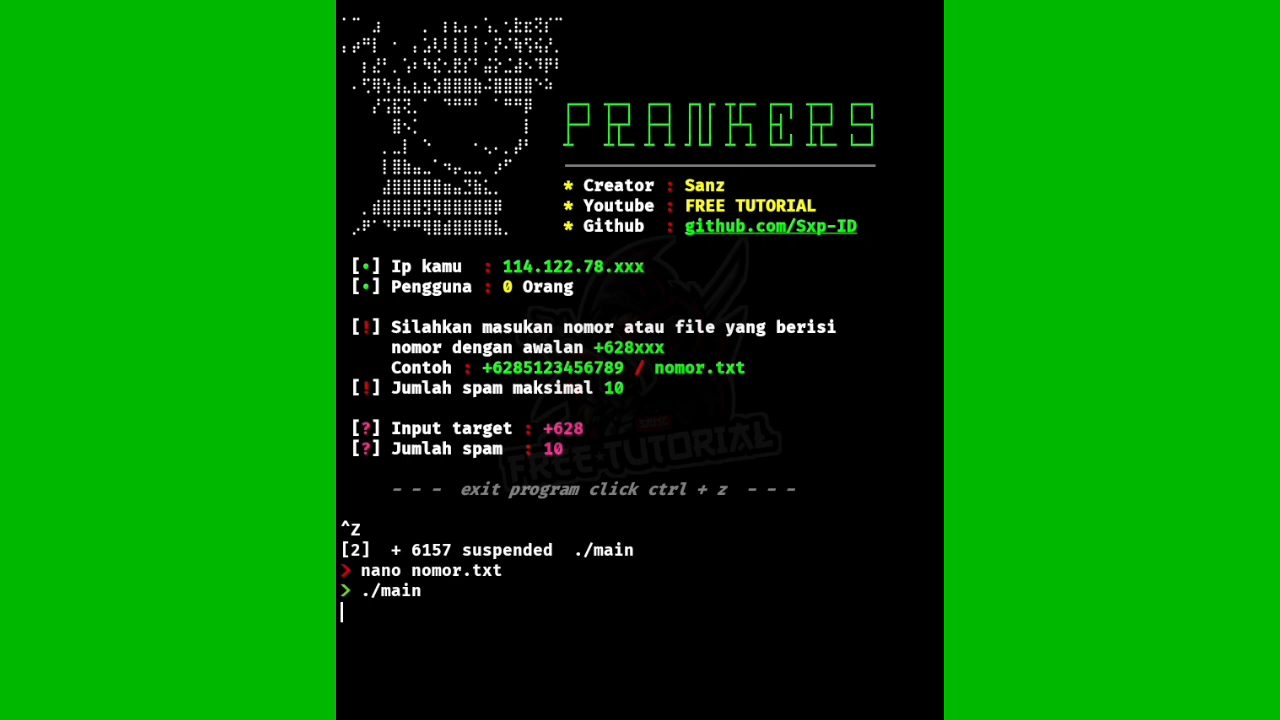 PRANKERS
* Creator : Sanz
* Youtube : FREE TUTORIAL
* Github : github.com/Sxp-ID
[•] Ip kamu : 114.122.78.xxx
[•] Pengguna : 0 Orang
[!] Silahkan masukan nomor atau file yang berisi
nomor dengan awalan +628xxx
Contoh : +6285123456789 / nomor.txt
[!] Jumlah spam maksimal 10
[?] Input target : +628
[?] Jumlah spam : 10
FREE TUTORIAL
- - - exit program click ctrl + z - - -
^Z
[2] + 6157 suspended ./main
> nano nomor.txt
> ./main